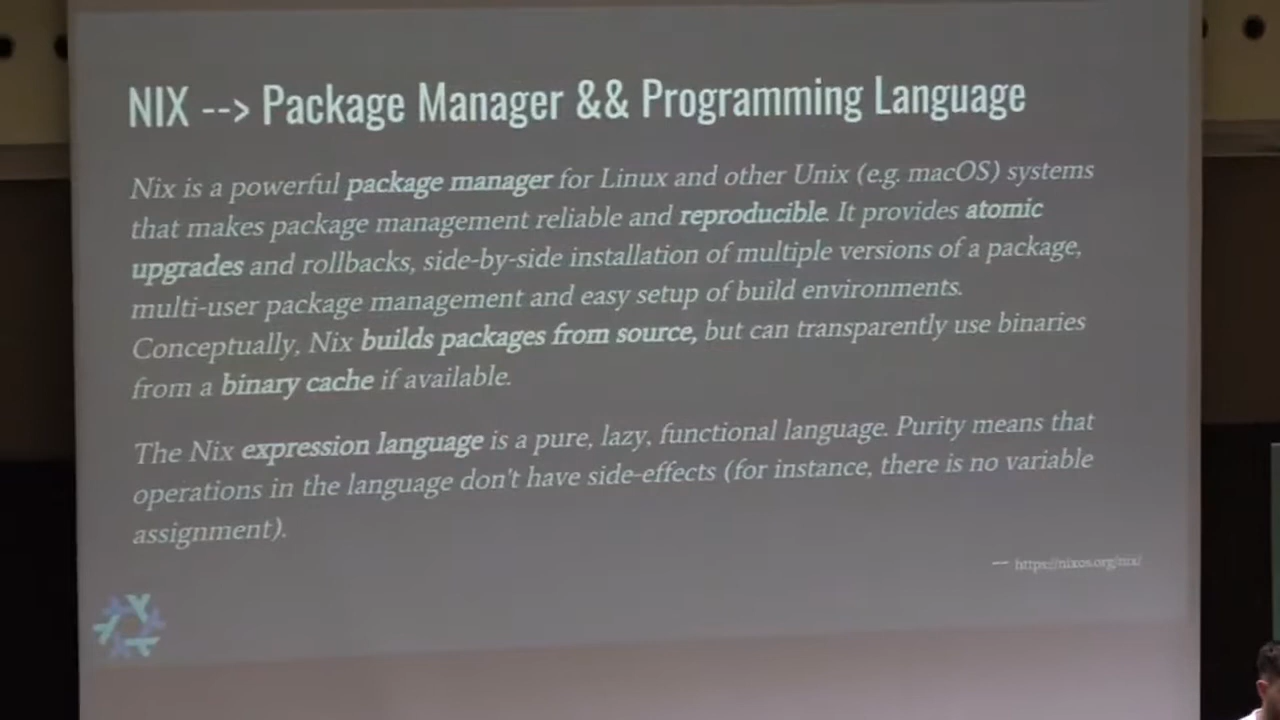 NIX --> Package Manager && Programming Language
Nix is a powerful package manager for Linux and other Unix (e.g. macOS) systems
that makes package management reliable and reproducible. It provides atomic
upgrades and rollbacks, side-by-side installation of multiple versions of a package,
multi-user package management and easy setup of build environments.
Conceptually, Nix builds packages from source, but can transparently use binaries
from a binary cache if available.
The Nix expression language is a pure, lazy, functional language. Purity means that
operations in the language don't have side-effects (for instance, there is no variable
assignment).
— https://nixos.org/nix/